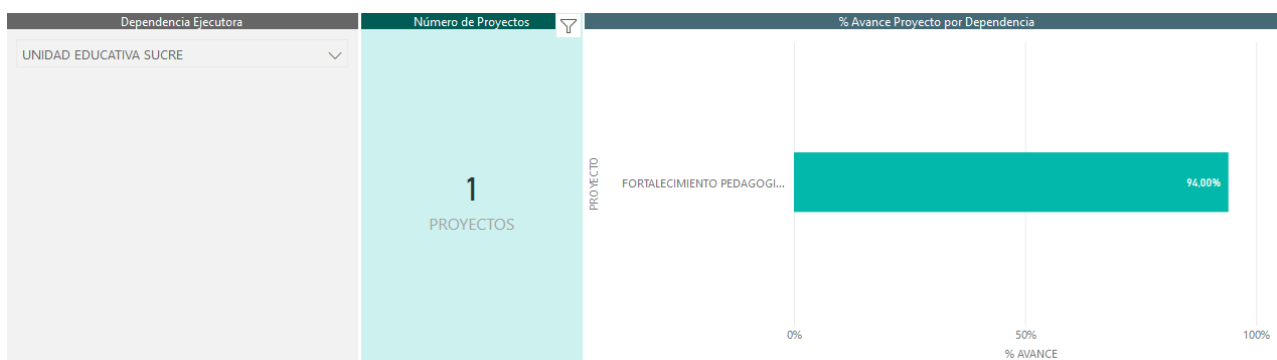 Dependencia Ejecutora
UNIDAD EDUCATIVA SUCRE
Número de Proyectos
1
PROYECTOS
% Avance Proyecto por Dependencia
PROYECTO
FORTALECIMIENTO PEDAGOGI...
94,00%
0%
50%
100%
% AVANCE